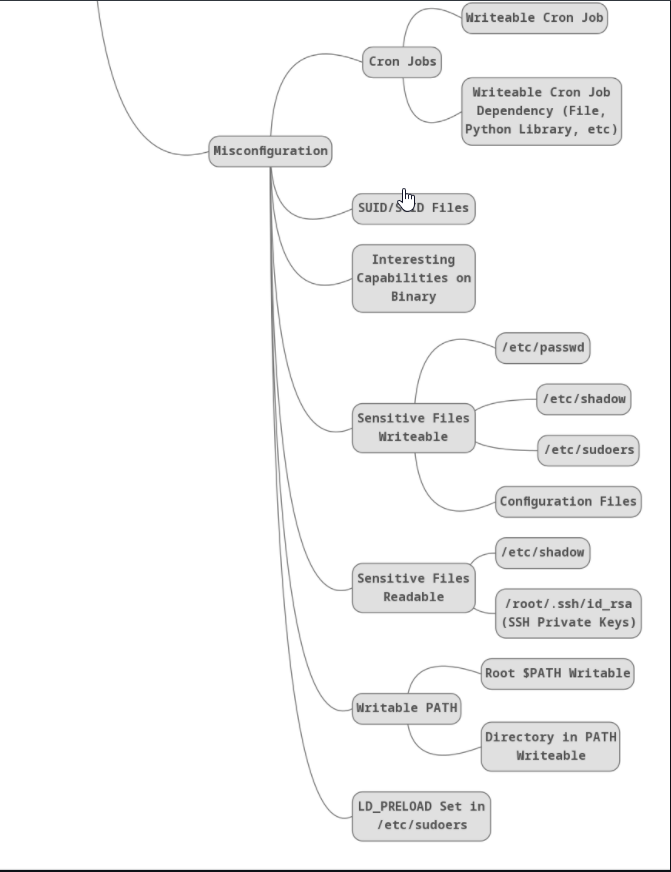 Writeable Cron Job
Cron Jobs
Writeable Cron Job
Dependency (File,
Python Library, etc)
Misconfiguration
SUID/ Files
Interesting
Capabilities on
Binary
/etc/passwd
/etc/shadow
Sensitive Files
Writeable
/etc/sudoers
Configuration Files
/etc/shadow
Sensitive Files
Readable
/root/.ssh/id_rsa
(SSH Private Keys)
Root $PATH Writable
Writable PATH
Directory in PATH
Writeable
LD_PRELOAD Set in
/etc/sudoers